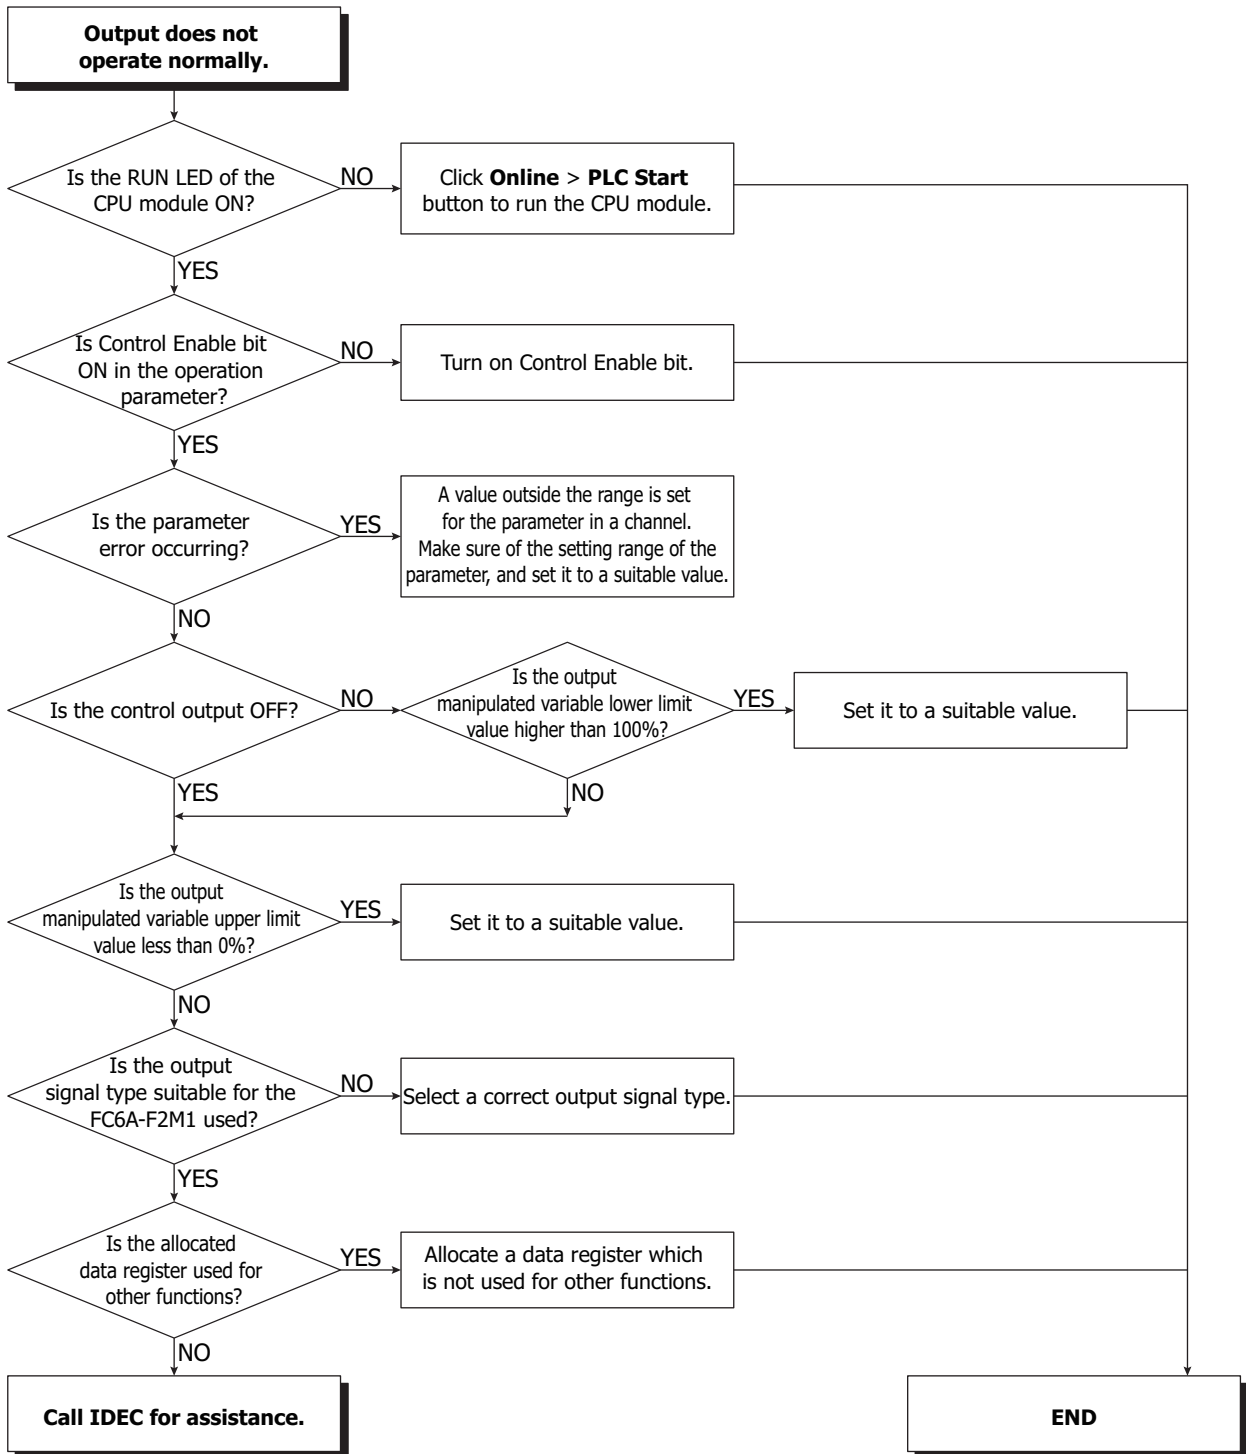 Output does not
operate normally.
Is the RUN LED of the
CPU module ON?
NO
Click Online > PLC Start
button to run the CPU module.
YES
Is Control Enable bit
ON in the operation
parameter?
NO
Turn on Control Enable bit.
YES
Is the parameter
error occurring?
YES
A value outside the range is set
for the parameter in a channel.
Make sure of the setting range of the
parameter, and set it to a suitable value.
NO
Is the control output OFF?
NO
Is the output
manipulated variable lower limit
value higher than 100%?
YES
Set it to a suitable value.
YES
NO
Is the output
manipulated variable upper limit
value less than 0%?
YES
Set it to a suitable value.
NO
Is the output
signal type suitable for the
FC6A-F2M1 used?
NO
Select a correct output signal type.
YES
Is the allocated
data register used for
other functions?
YES
Allocate a data register which
is not used for other functions.
NO
Call IDEC for assistance.
END